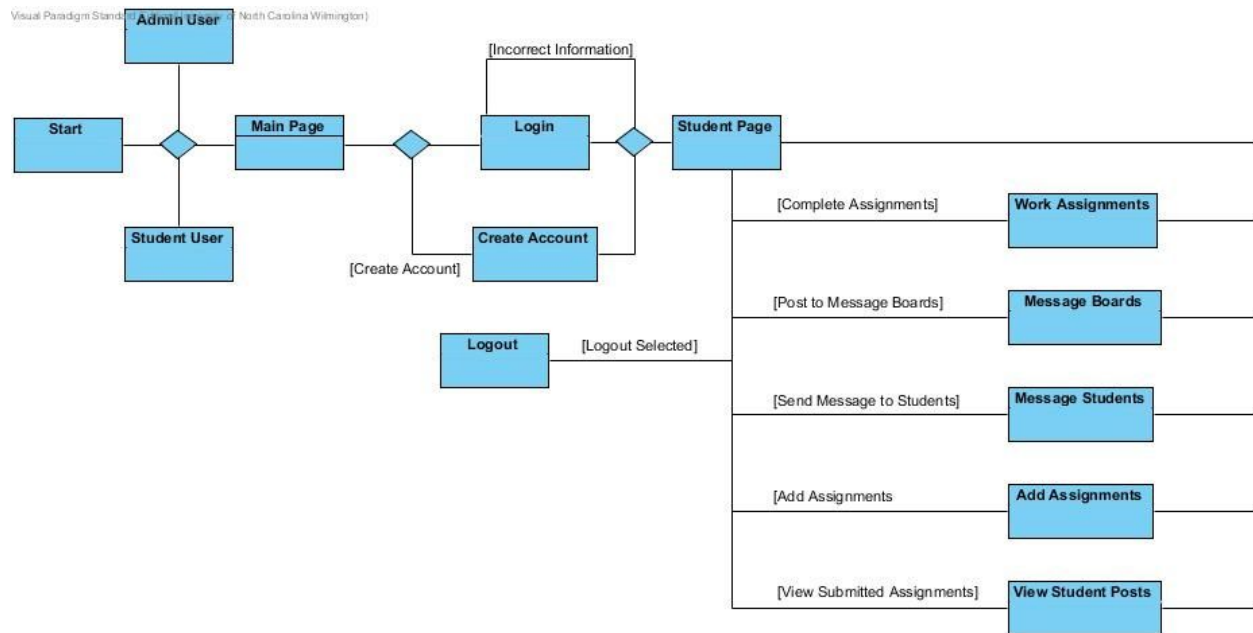 Visual Paradigm Standard University of North Carolina Wilmington)
Admin User
[Incorrect Information]
Start
Main Page
Login
Student Page
[Complete Assignments]
Work Assignments
Student User
Create Account
[Create Account]
[Post to Message Boards]
Message Boards
Logout
[Logout Selected]
[Send Message to Students]
Message Students
[Add Assignments
Add Assignments
[View Submitted Assignments]
View Student Posts